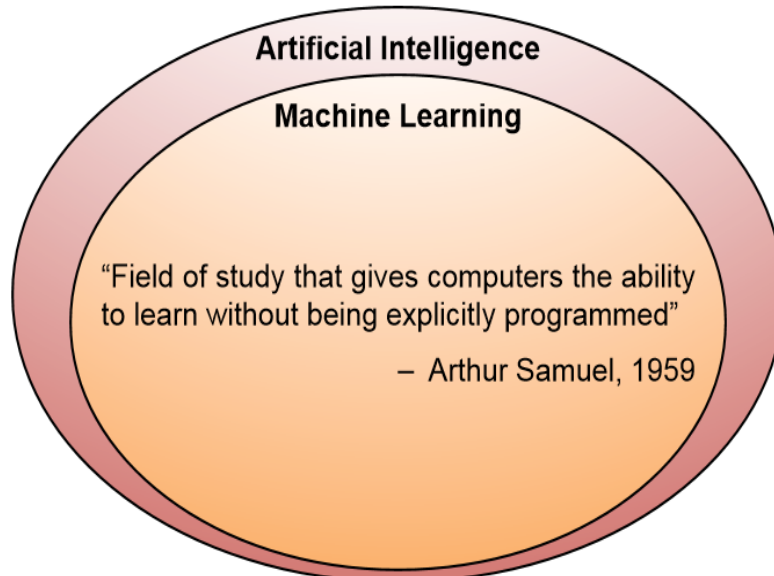 Artificial Intelligence
Machine Learning
“Field of study that gives computers the ability
to learn without being explicitly programmed”
– Arthur Samuel, 1959